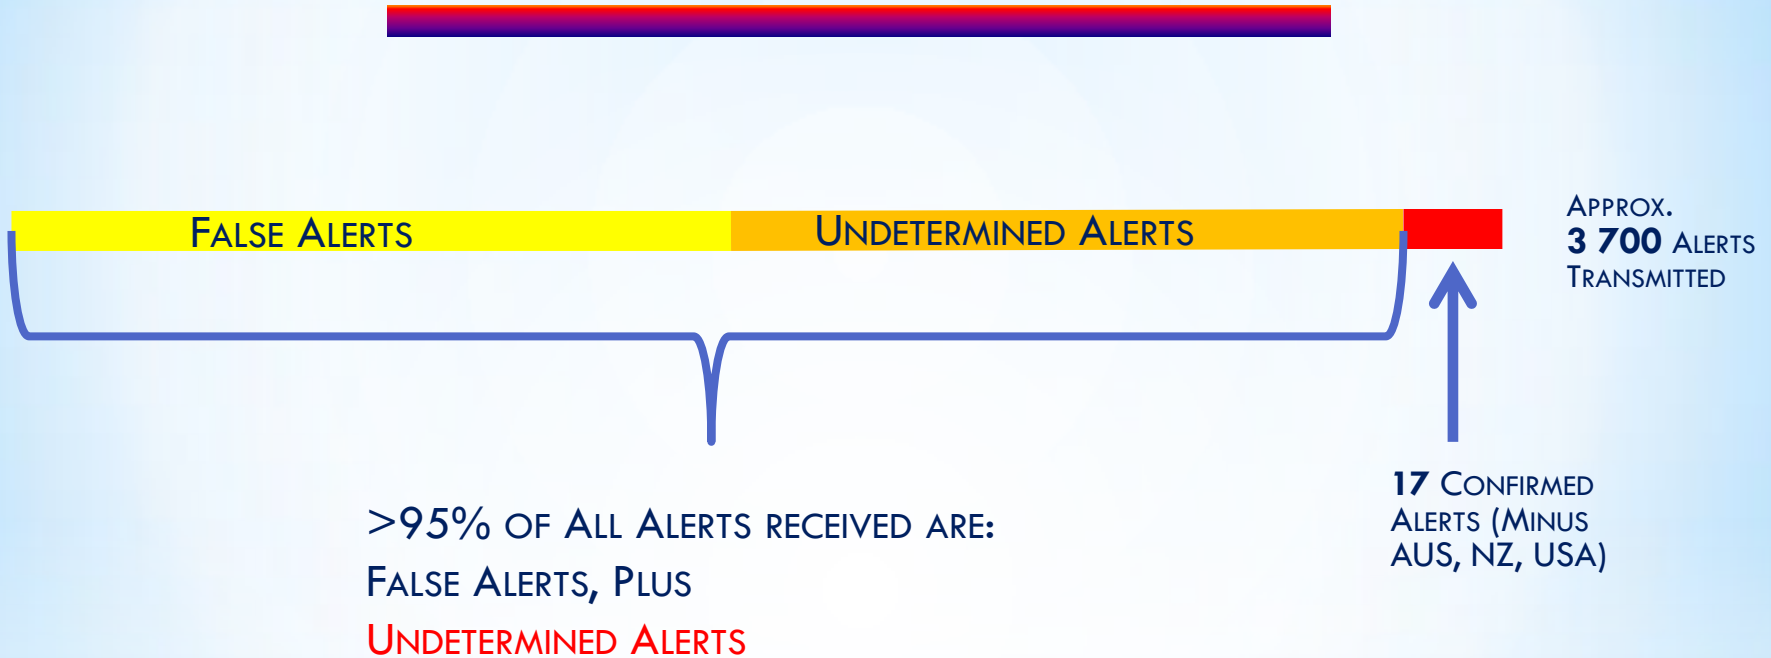 False Alerts
Undetermined Alerts
Approx.
3 700 Alerts
Transmitted
17 Confirmed
Alerts (Minus
AUS, NZ, USA)
>95% of All Alerts received are:
False Alerts, Plus
Undetermined Alerts